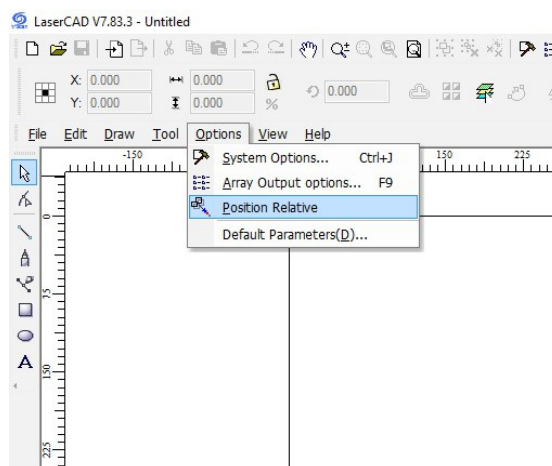 LaserCAD V7.83.3 - Untitled
X: 0.000 0.000
Y: 0.000 0.000 % 0.000
File Edit Draw Tool Options View Help
-150 150 225
System Options... Ctrl+J
Array Output options... F9
Position Relative
Default Parameters(D)...
0
75
150
225
A